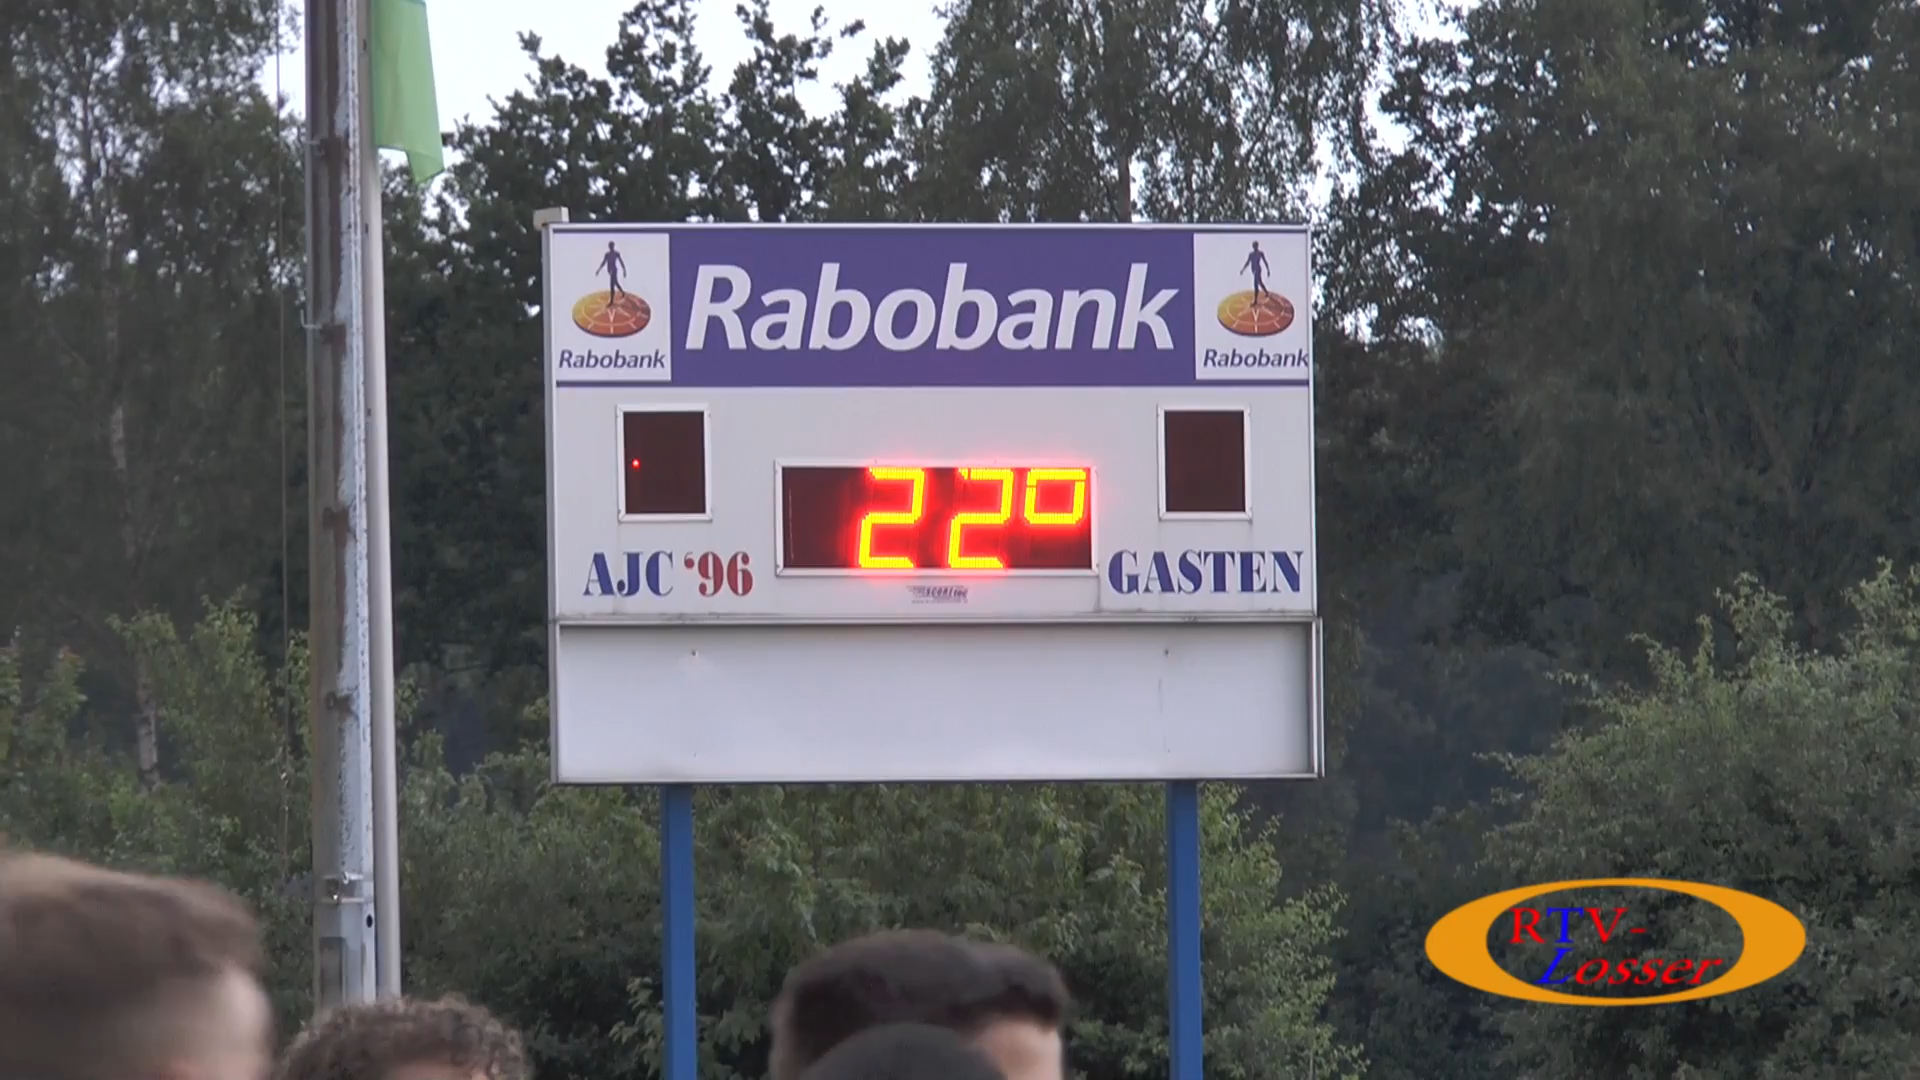 Rabobank
Rabobank
Rabobank
22°
AJC '96
GASTEN
RTV-
Losser